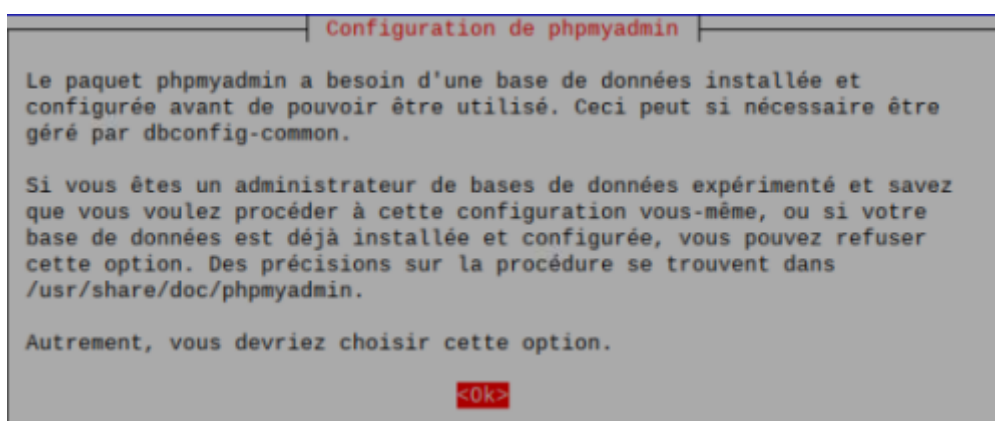 Configuration de phpmyadmin
Le paquet phpmyadmin a besoin d'une base de données installée et
configurée avant de pouvoir être utilisé. Ceci peut si nécessaire être
géré par dbconfig-common.
Si vous êtes un administrateur de bases de données expérimenté et savez
que vous voulez procéder à cette configuration vous-même, ou si votre
base de données est déjà installée et configurée, vous pouvez refuser
cette option. Des précisions sur la procédure se trouvent dans
/usr/share/doc/phpmyadmin.
Autrement, vous devriez choisir cette option.
<Ok>